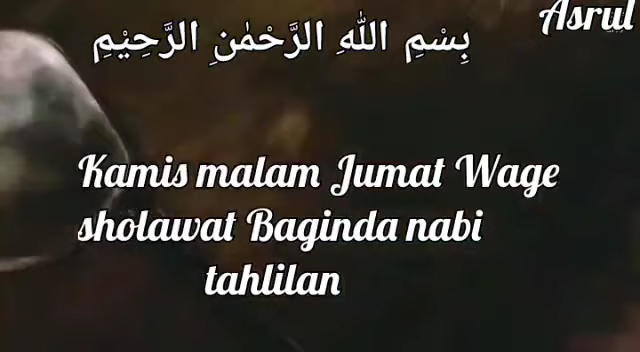 Asrul
بِسْمِ اللّٰهِ الرَّحْمٰنِ الرَّحِيْمِ
Kamis malam Jumat Wage
sholawat Baginda nabi
tahlilan